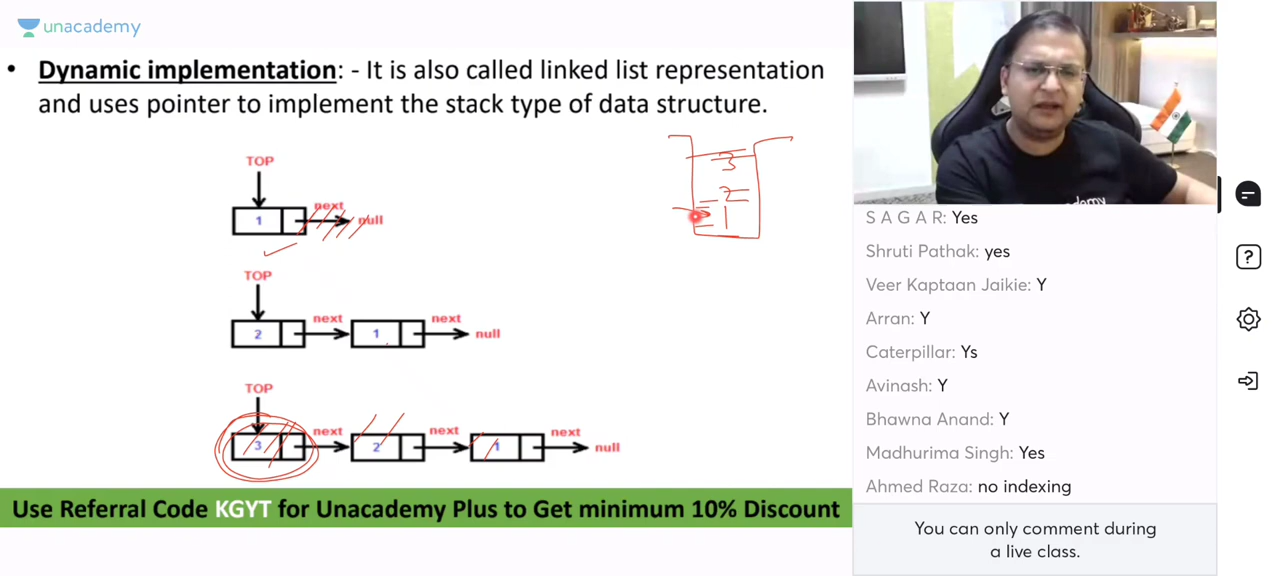 unacademy
• Dynamic implementation: - It is also called linked list representation
and uses pointer to implement the stack type of data structure.
TOP
1
next
null
TOP
2
next
1
next
null
TOP
3
next
2
next
1
next
null
3
2
1
Use Referral Code KGYT for Unacademy Plus to Get minimum 10% Discount
S A G A R: Yes
Shruti Pathak: yes
Veer Kaptaan Jaikie: Y
Arran: Y
Caterpillar: Ys
Avinash: Y
Bhawna Anand: Y
Madhurima Singh: Yes
Ahmed Raza: no indexing
You can only comment during
a live class.
?